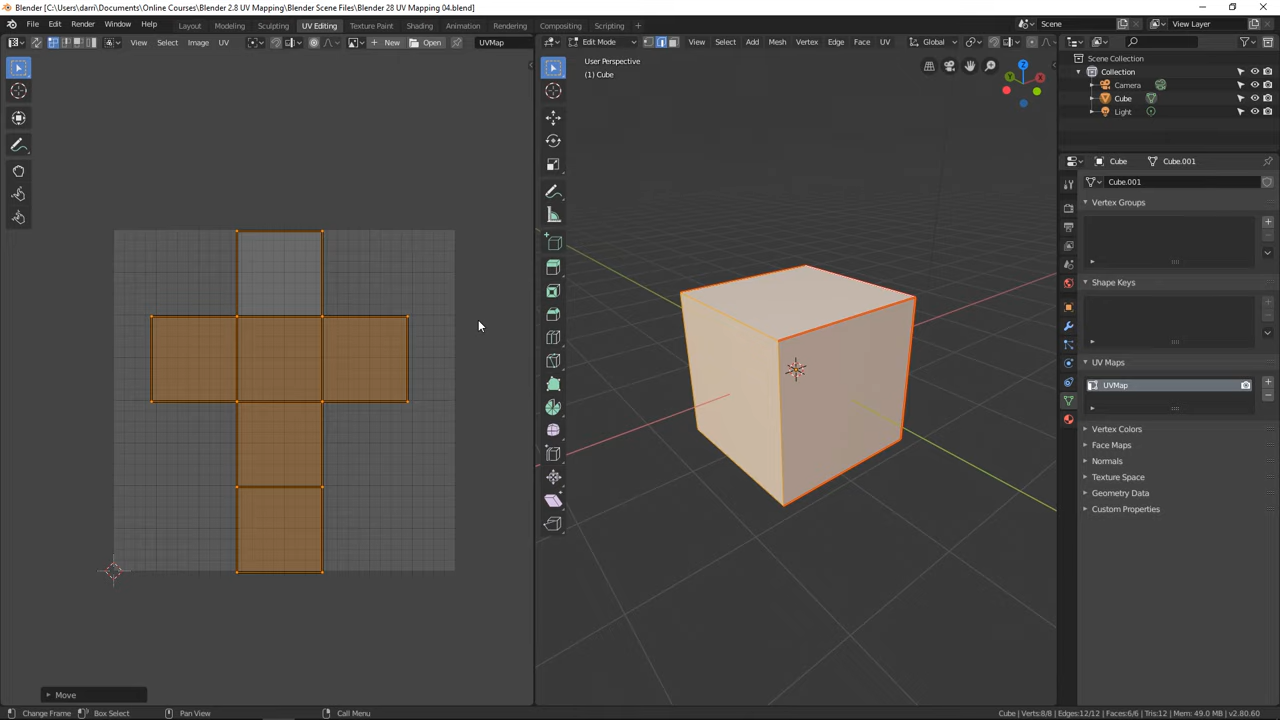 Blender [C:\Users\darri\Documents\Online Courses\Blender 2.8 UV Mapping\Blender Scene Files\Blender 28 UV Mapping 04.blend]
File Edit Render Window Help Layout Modeling Sculpting UV Editing Texture Paint Shading Animation Rendering Compositing Scripting + Scene View Layer
View Select Image UV + New Open UVMap Edit Mode View Select Add Mesh Vertex Edge Face UV Global
User Perspective
(1) Cube
Z
Y
X
Scene Collection
Collection
Camera
Cube
Light
Cube Cube.001
Cube.001
Vertex Groups
Shape Keys
UV Maps
UVMap
Vertex Colors
Face Maps
Normals
Texture Space
Geometry Data
Custom Properties
Move
Change Frame Box Select Pan View Call Menu Cube | Verts:8/8 | Edges:12/12 | Faces:6/6 | Tris:12 | Mem: 49.0 MB | v2.80.60